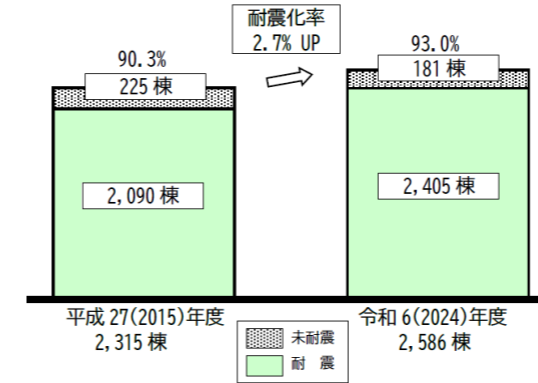 耐震化率
2.7% UP
90.3%
225 棟
2,090 棟
平成 27(2015)年度
2,315 棟
93.0%
181 棟
2,405 棟
令和 6(2024)年度
2,586 棟
未耐震
耐　震